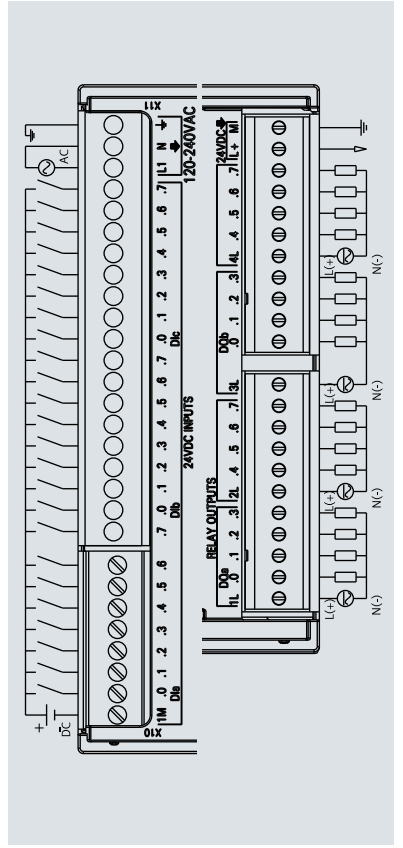 + DC AC
X10 X11
1M .0 .1 .2 .3 .4 .5 .6 .7 .0 .1 .2 .3 .4 .5 .6 .7 .0 .1 .2 .3 .4 .5 .6 .7 L1 N
DIa DIb DIc
24VDC INPUTS 120-240VAC
RELAY OUTPUTS 24VDC
DQa DQb
1L .0 .1 .2 .3 2L .4 .5 .6 .7 3L .0 .1 .2 .3 4L .4 .5 .6 .7 L+ M
L(+) L(+) L(+) L(+)
N(-) N(-) N(-) N(-)